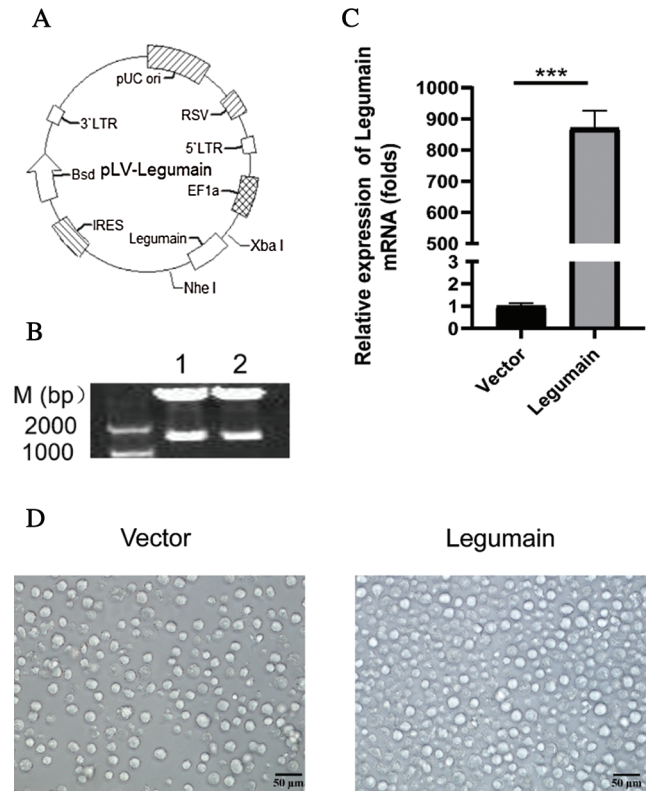 A
pUC ori
RSV
3`LTR
5`LTR
Bsd
pLV-Legumain
EF1a
IRES
Legumain
Xba I
Nhe I
B
1 2
M (bp)
2000
1000
C
Relative expression of Legumain
mRNA (folds)
***
1000
900
800
700
600
500
3
2
1
0
Vector
Legumain
D
Vector
Legumain
50 µm
50 µm